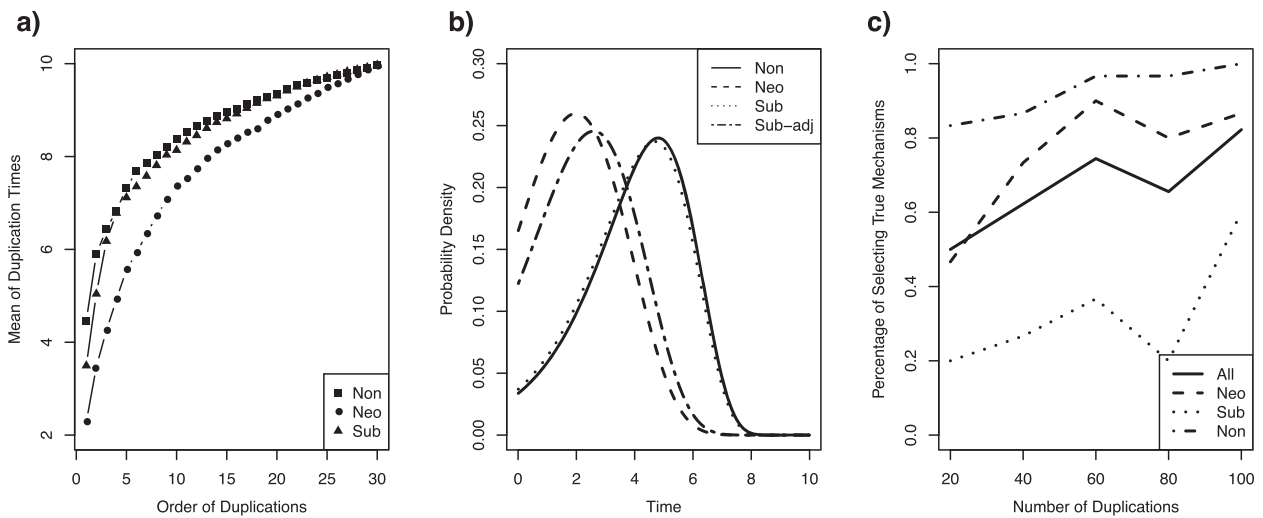 a)
Mean of Duplication Times
10
8
6
4
2
0 5 10 15 20 25 30
Order of Duplications
Non
Neo
Sub
b)
Probability Density
0.30
0.25
0.20
0.15
0.10
0.05
0.00
0 2 4 6 8 10
Time
Non
Neo
Sub
Sub−adj
c)
Percentage of Selecting True Mechanisms
1.0
0.8
0.6
0.4
0.2
0.0
20 40 60 80 100
Number of Duplications
All
Neo
Sub
Non